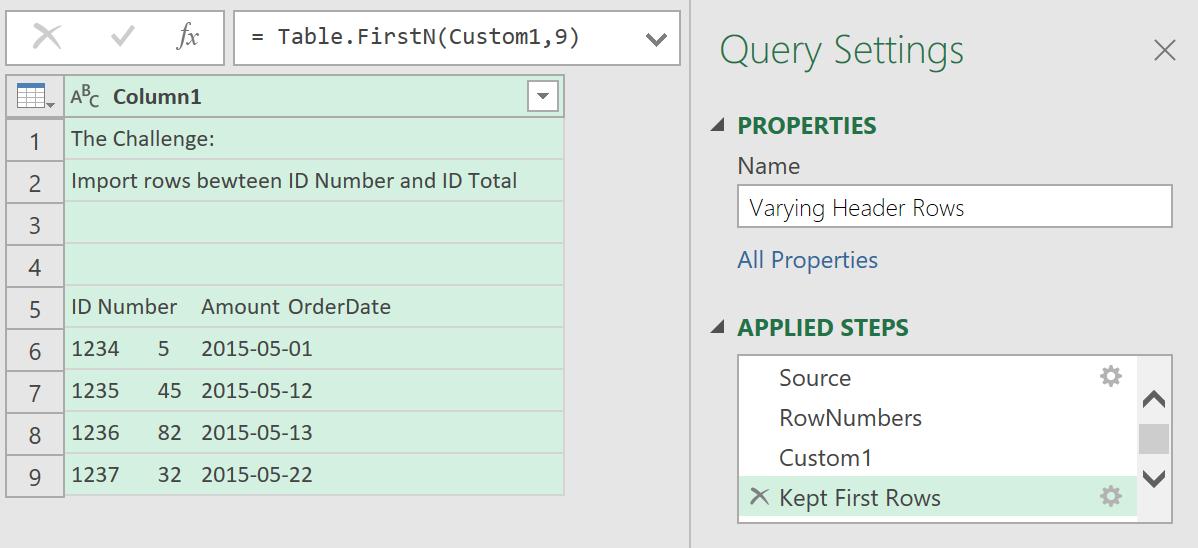 fx
= Table.FirstN(Custom1,9)
ABC Column1
1 The Challenge:
2 Import rows bewteen ID Number and ID Total
3
4
5 ID Number Amount OrderDate
6 1234 5 2015-05-01
7 1235 45 2015-05-12
8 1236 82 2015-05-13
9 1237 32 2015-05-22
Query Settings
PROPERTIES
Name
Varying Header Rows
All Properties
APPLIED STEPS
Source
RowNumbers
Custom1
Kept First Rows